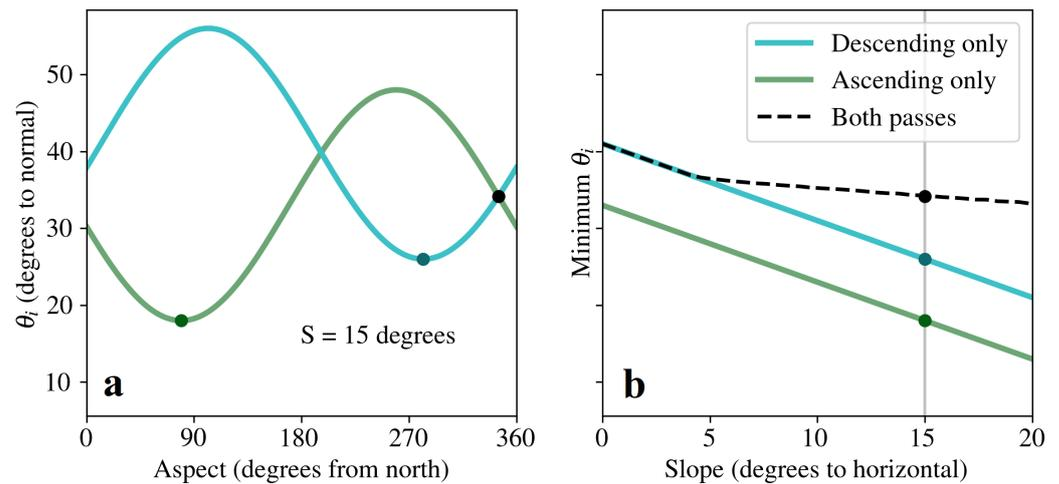 θi (degrees to normal)
50
40
30
20
10
S = 15 degrees
a
0 90 180 270 360
Aspect (degrees from north)
Minimum θi
Descending only
Ascending only
Both passes
b
0 5 10 15 20
Slope (degrees to horizontal)